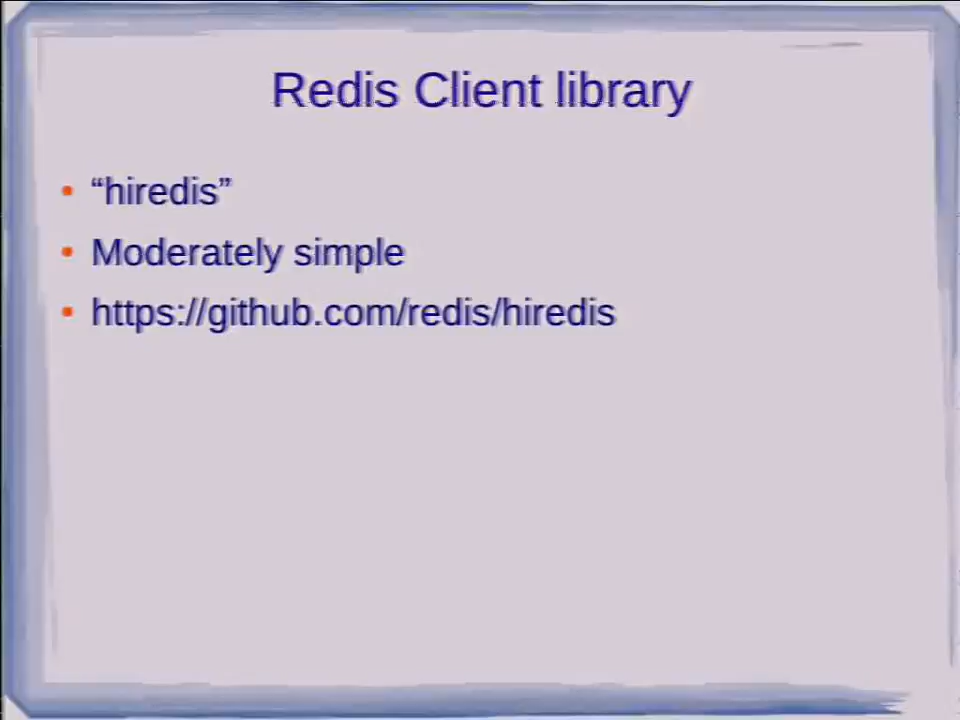 Redis Client library
• “hiredis”
• Moderately simple
• https://github.com/redis/hiredis